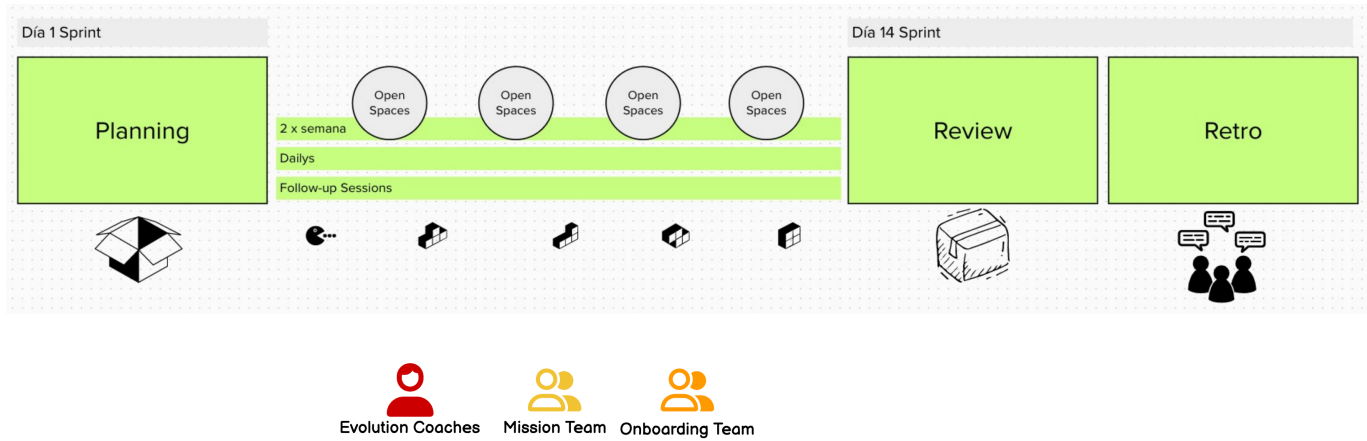 Día 1 Sprint
Día 14 Sprint
Planning
Open
Spaces
Open
Spaces
Open
Spaces
Open
Spaces
2 x semana
Dailys
Follow-up Sessions
Review
Retro
Evolution Coaches
Mission Team
Onboarding Team